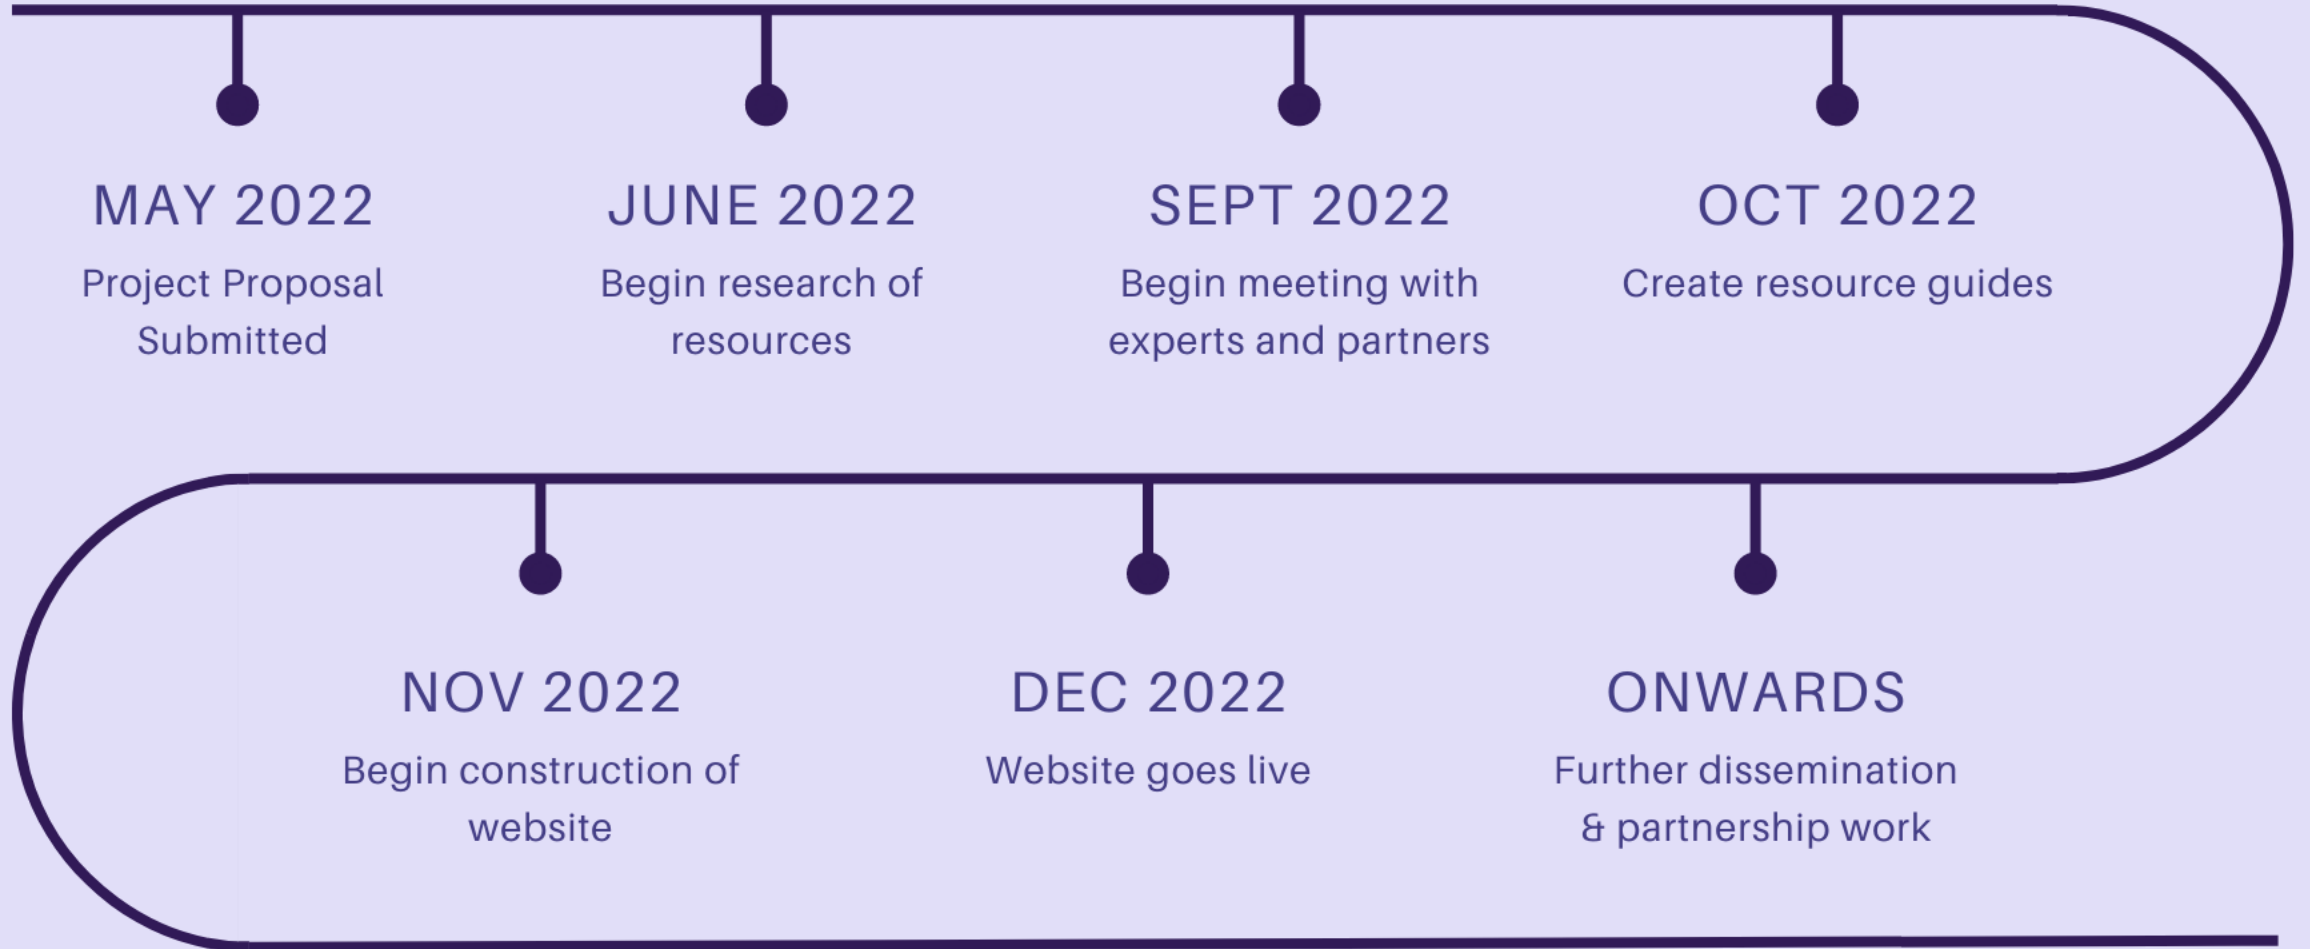 MAY 2022
Project Proposal
Submitted
JUNE 2022
Begin research of
resources
SEPT 2022
Begin meeting with
experts and partners
OCT 2022
Create resource guides
NOV 2022
Begin construction of
website
DEC 2022
Website goes live
ONWARDS
Further dissemination
& partnership work